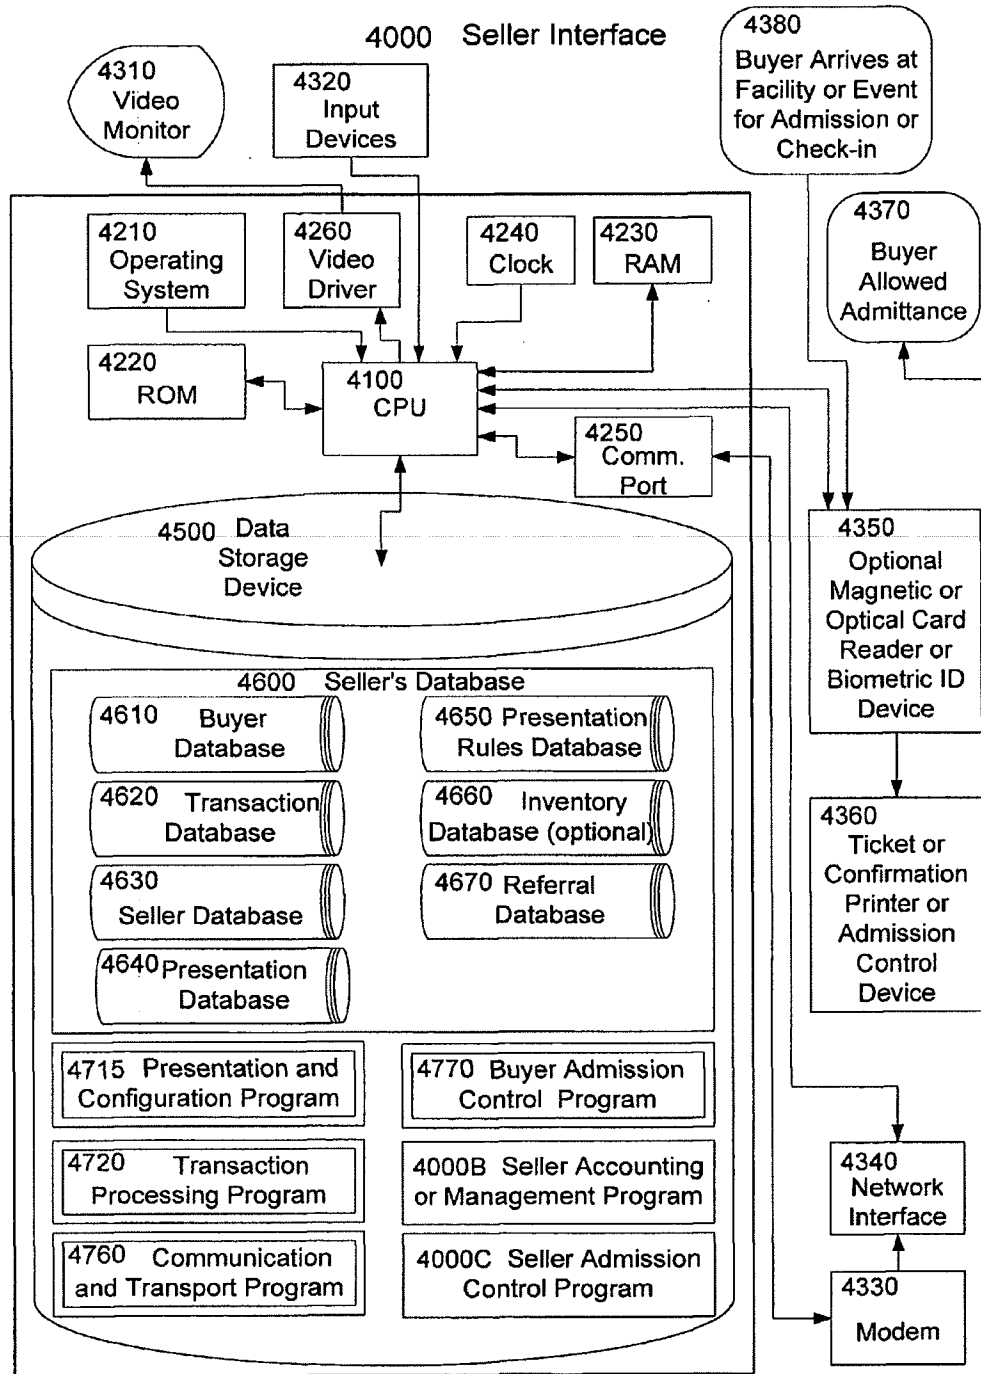 4000 Seller Interface
4310
Video
Monitor
4320
Input
Devices
4380
Buyer Arrives at
Facility or Event
for Admission or
Check-in
4210
Operating
System
4260
Video
Driver
4240
Clock
4230
RAM
4370
Buyer
Allowed
Admittance
4220
ROM
4100
CPU
4250
Comm.
Port
4500 Data
Storage
Device
4350
Optional
Magnetic or
Optical Card
Reader or
Biometric ID
Device
4600 Seller's Database
4610 Buyer
Database
4650 Presentation
Rules Database
4620 Transaction
Database
4660 Inventory
Database (optional)
4630
Seller Database
4670 Referral
Database
4640 Presentation
Database
4360
Ticket or
Confirmation
Printer or
Admission
Control
Device
4715 Presentation and
Configuration Program
4770 Buyer Admission
Control Program
4720 Transaction
Processing Program
4000B Seller Accounting
or Management Program
4760 Communication
and Transport Program
4000C Seller Admission
Control Program
4340
Network
Interface
4330
Modem